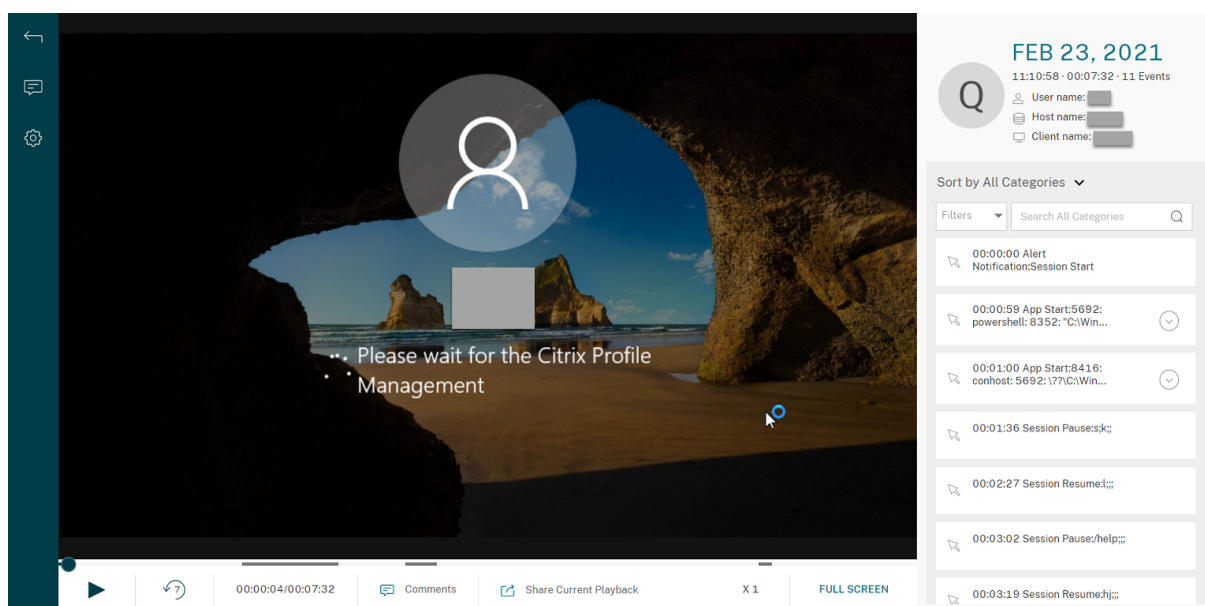 FEB 23, 2021
11:10:58 · 00:07:32 · 11 Events
Q
User name:
Host name:
Client name:
Sort by All Categories
Filters
Search All Categories
00:00:00 Alert
Notification:Session Start
00:00:59 App Start:5692:
powershell: 8352: "C:\Win...
00:01:00 App Start:8416:
conhost: 5692: \??\C:\Win...
00:01:36 Session Pause:s;k;;
00:02:27 Session Resume:l;;;
00:03:02 Session Pause:/help;;;
00:03:19 Session Resume:hj;;;
Please wait for the Citrix Profile
Management
7
00:00:04/00:07:32
Comments
Share Current Playback
X 1
FULL SCREEN